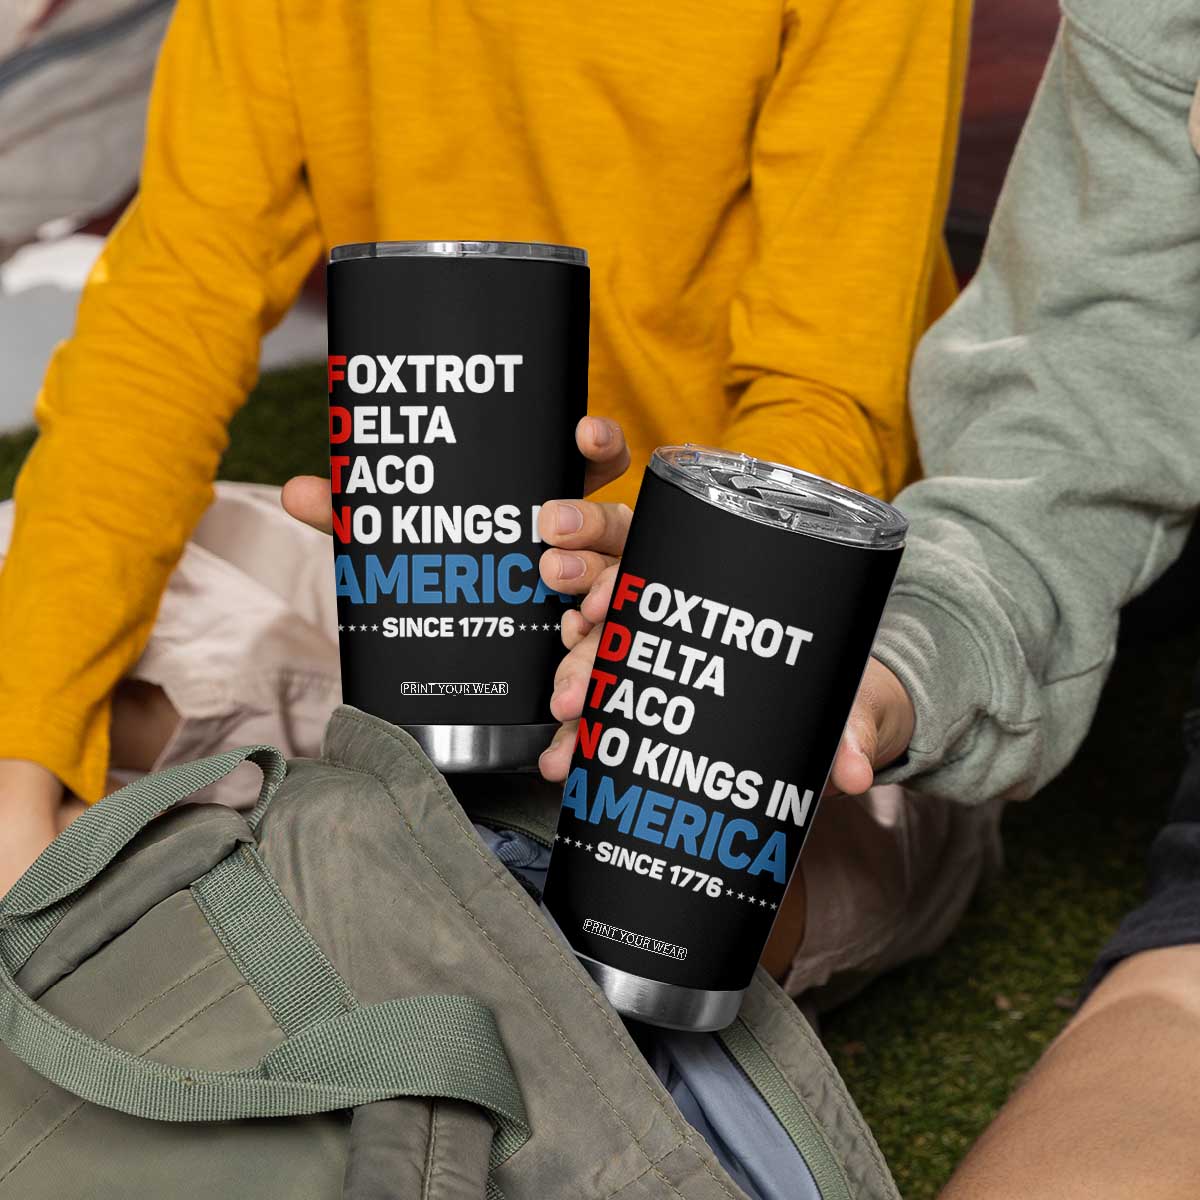 FOXTROT
DELTA
TACO
NO KINGS
AMERICA
★★★★ SINCE 1776 ★★★★
PRINT YOUR WEAR
FOXTROT
DELTA
TACO
NO KINGS IN
AMERICA
★★★★ SINCE 1776 ★★★★★
PRINT YOUR WEAR